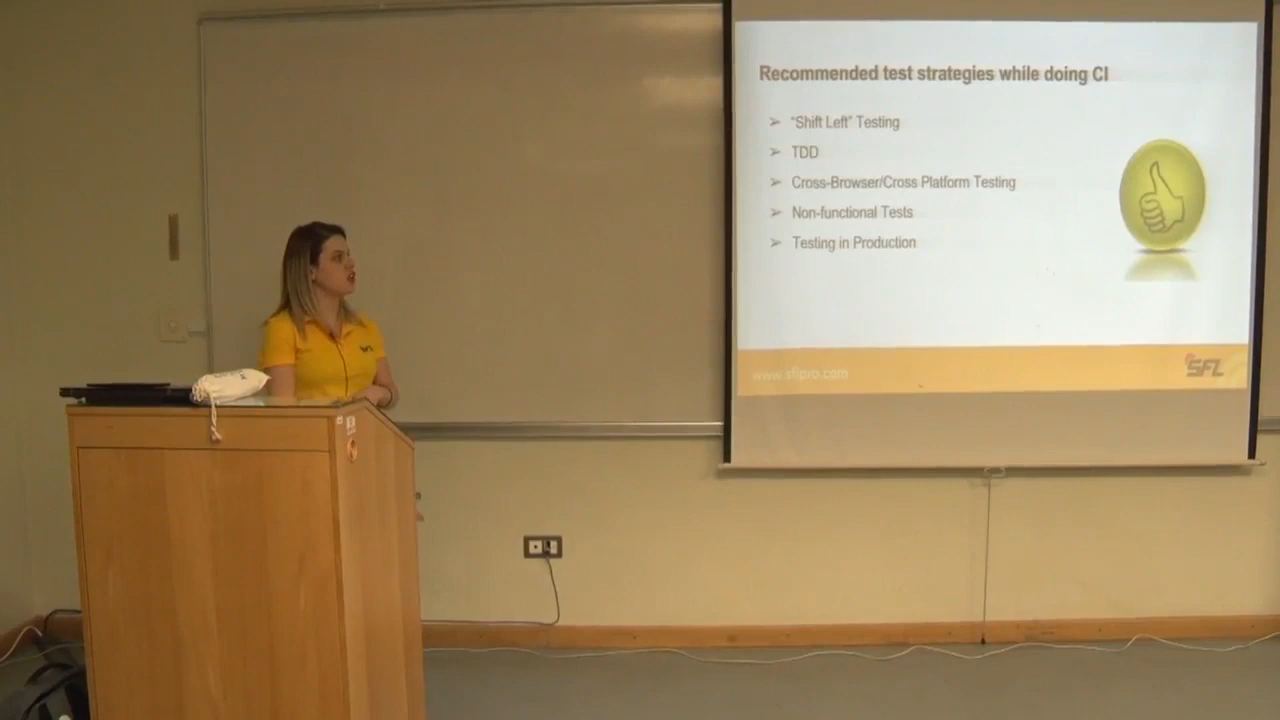 Recommended test strategies while doing CI
➢ “Shift Left” Testing
➢ TDD
➢ Cross-Browser/Cross Platform Testing
➢ Non-functional Tests
➢ Testing in Production
www.sflpro.com
SFL